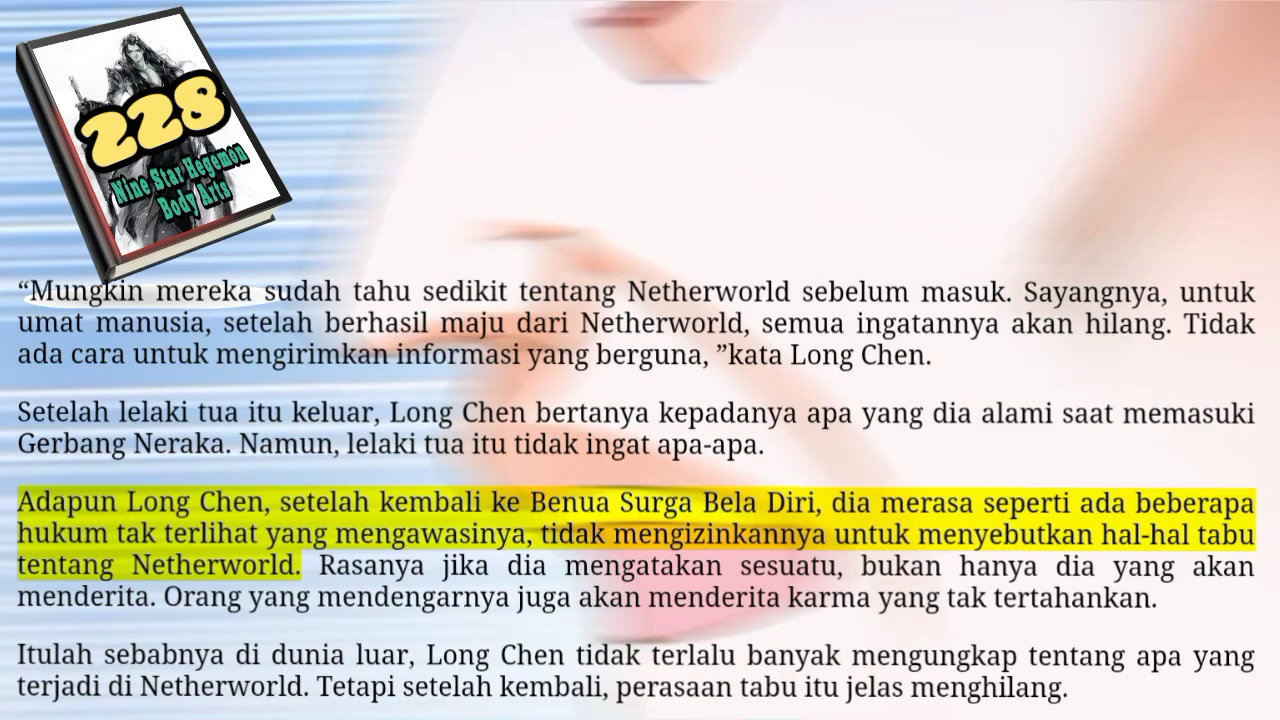 228
Nine Star Hegemon
Body Arts
“Mungkin mereka sudah tahu sedikit tentang Netherworld sebelum masuk. Sayangnya, untuk
umat manusia, setelah berhasil maju dari Netherworld, semua ingatannya akan hilang. Tidak
ada cara untuk mengirimkan informasi yang berguna, ”kata Long Chen.
Setelah lelaki tua itu keluar, Long Chen bertanya kepadanya apa yang dia alami saat memasuki
Gerbang Neraka. Namun, lelaki tua itu tidak ingat apa-apa.
Adapun Long Chen, setelah kembali ke Benua Surga Bela Diri, dia merasa seperti ada beberapa
hukum tak terlihat yang mengawasinya, tidak mengizinkannya untuk menyebutkan hal-hal tabu
tentang Netherworld. Rasanya jika dia mengatakan sesuatu, bukan hanya dia yang akan
menderita. Orang yang mendengarnya juga akan menderita karma yang tak tertahankan.
Itulah sebabnya di dunia luar, Long Chen tidak terlalu banyak mengungkap tentang apa yang
terjadi di Netherworld. Tetapi setelah kembali, perasaan tabu itu jelas menghilang.